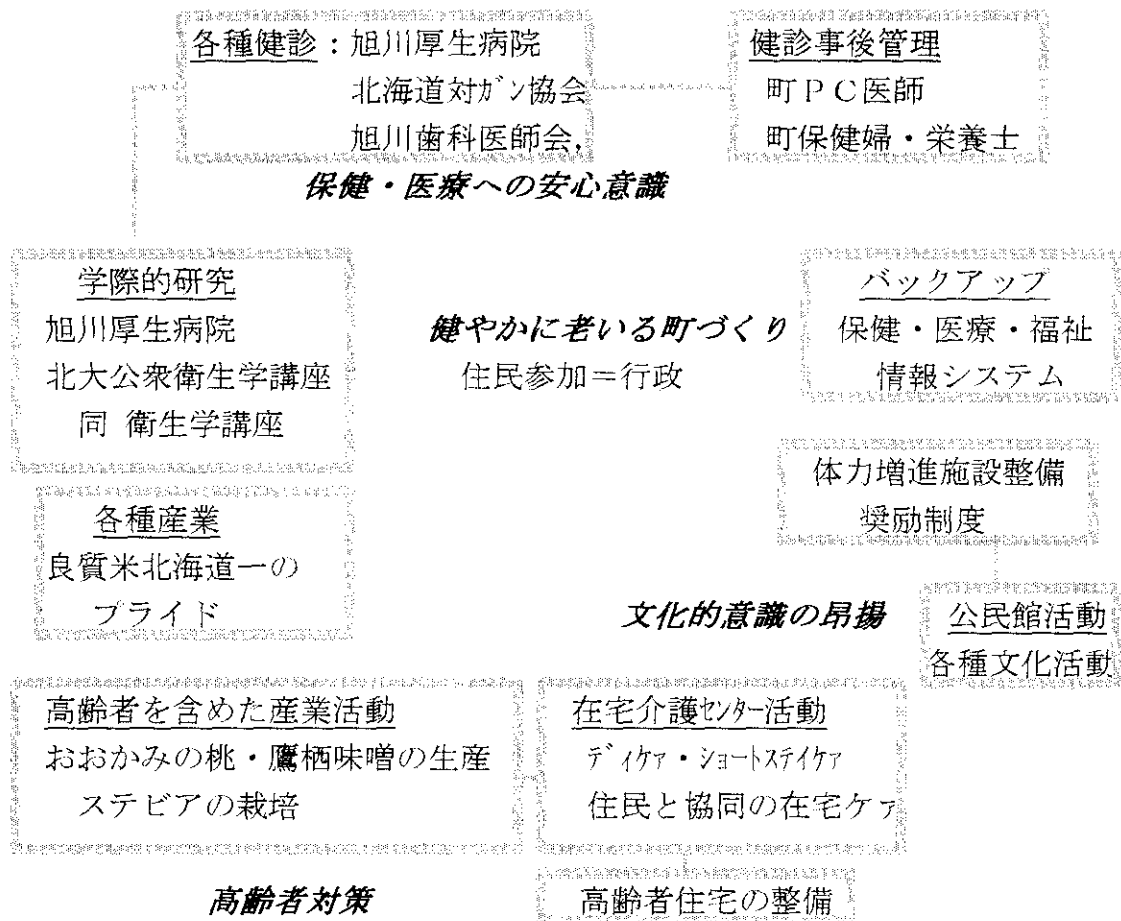 各種健診：旭川厚生病院
北海道対ガン協会
旭川歯科医師会,
健診事後管理
町ＰＣ医師
町保健婦・栄養士
保健・医療への安心意識
学際的研究
旭川厚生病院
北大公衆衛生学講座
同 衛生学講座
健やかに老いる町づくり
住民参加＝行政
バックアップ
保健・医療・福祉
情報システム
体力増進施設整備
奨励制度
各種産業
良質米北海道一の
プライド
文化的意識の昂揚
公民館活動
各種文化活動
高齢者を含めた産業活動
おおかみの桃・鷹栖味噌の生産
ステビアの栽培
在宅介護ｾﾝﾀｰ活動
ﾃﾞｨｹｧ・ｼｮｰﾄｽﾃｲｹｧ
住民と協同の在宅ケァ
高齢者対策
高齢者住宅の整備